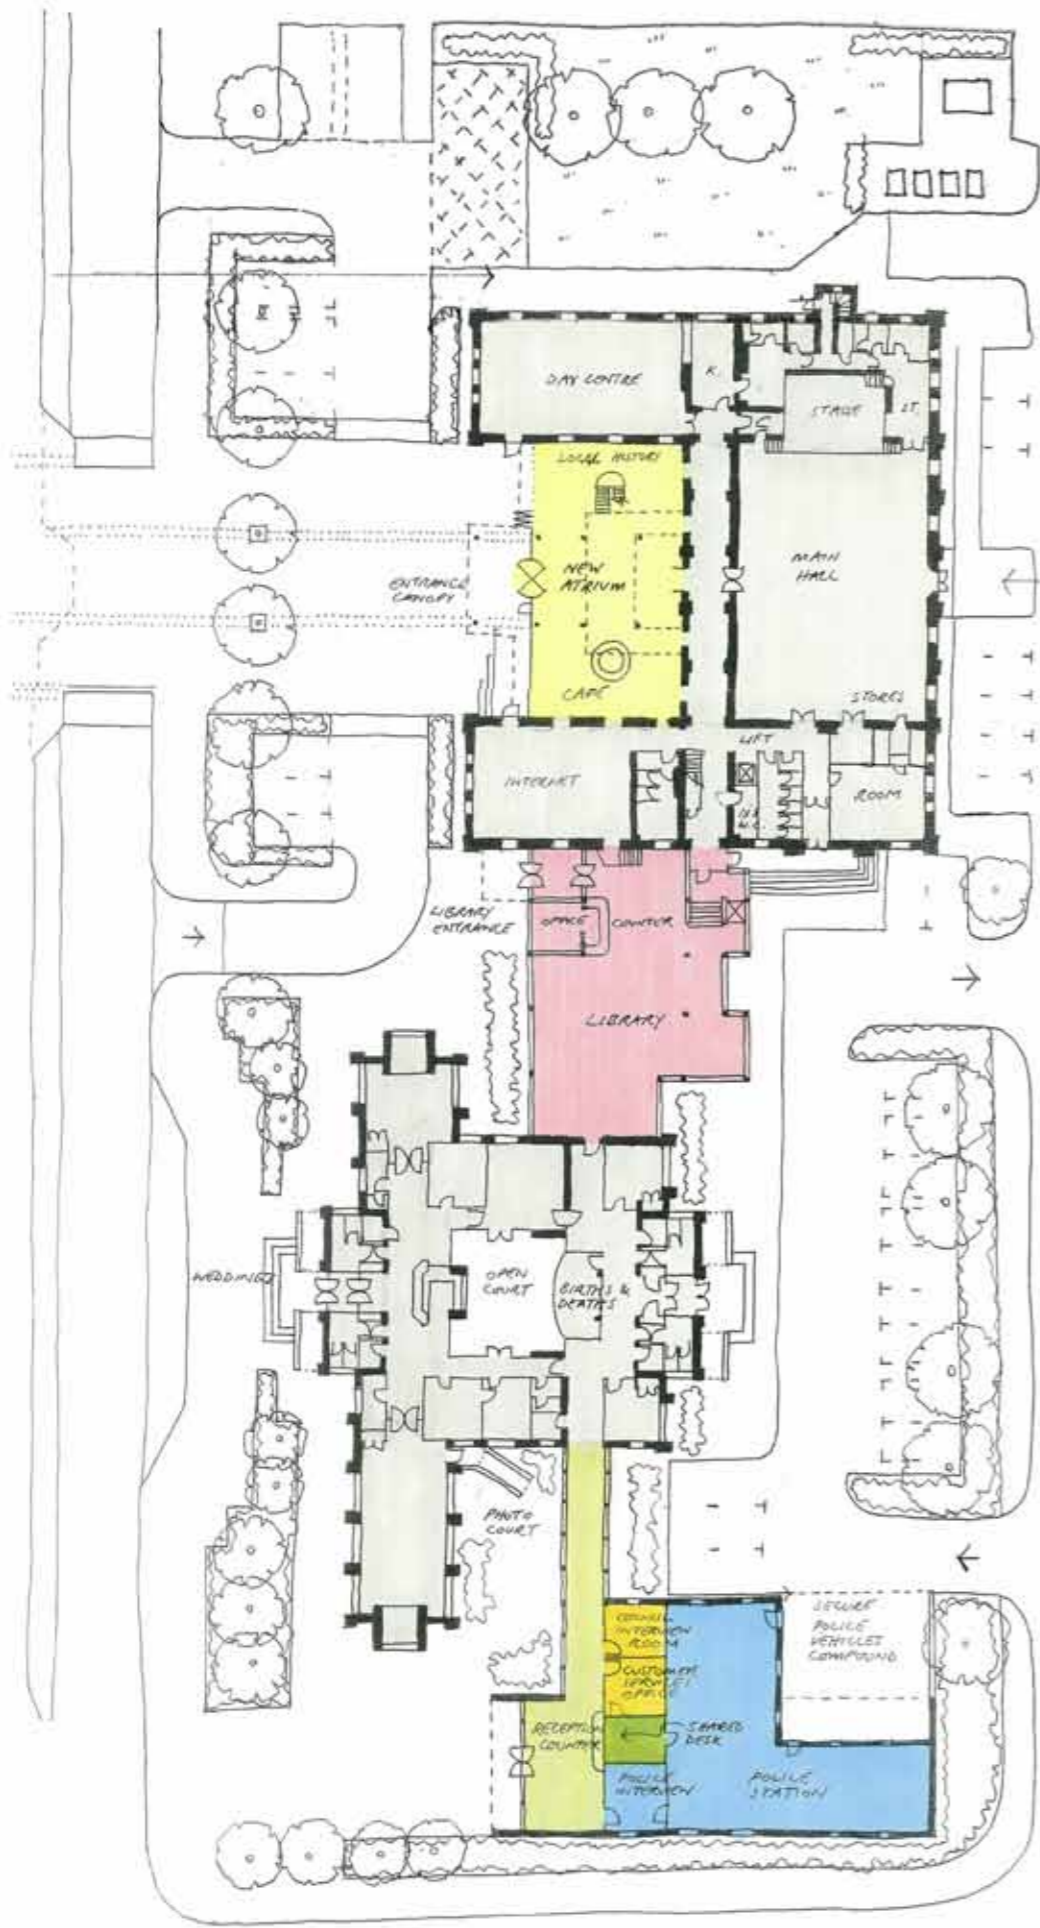 DAY CENTRE
K.
STAGE
ST.
LOCAL HISTORY
NEW
ATRIUM
MAIN
HALL
ENTRANCE
CANOPY
CAFE
STORES
LIFT
INTERNET
ROOM
W.C.
LIBRARY
ENTRANCE
OFFICE
COUNTER
LIBRARY
WEDDINGS
OPEN
COURT
BIRTHS &
DEATHS
PHOTO
COURT
SECURE
POLICE
VEHICLES
COMPOUND
COUNCIL
INTERVIEW
ROOM
CUSTOMER
SERVICES
OFFICE
RECEPTION
COUNTER
SHARED
DESK
POLICE
INTERVIEW
POLICE
STATION